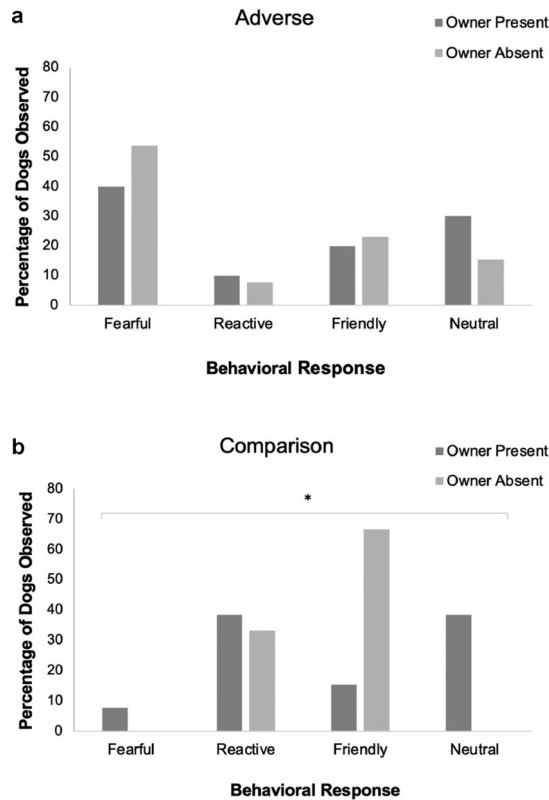 a
Adverse
Owner Present
Owner Absent
Percentage of Dogs Observed
80
70
60
50
40
30
20
10
0
Fearful Reactive Friendly Neutral
Behavioral Response
b
Comparison
Owner Present
Owner Absent
Percentage of Dogs Observed
80
70
60
50
40
30
20
10
0
*
Fearful Reactive Friendly Neutral
Behavioral Response